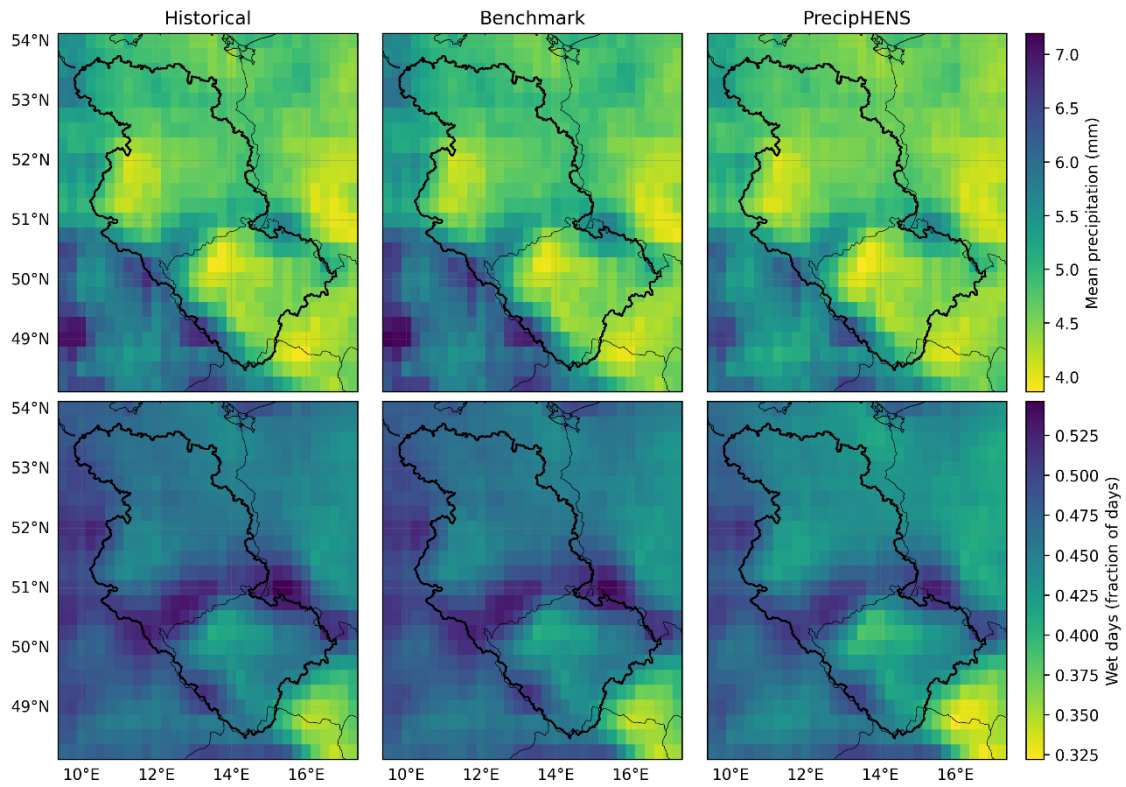 Historical Benchmark PrecipHENS
54°N
53°N
52°N
51°N
50°N
49°N
7.0
6.5
6.0
5.5
5.0
4.5
4.0
Mean precipitation (mm)
54°N
53°N
52°N
51°N
50°N
49°N
0.525
0.500
0.475
0.450
0.425
0.400
0.375
0.350
0.325
Wet days (fraction of days)
10°E 12°E 14°E 16°E 10°E 12°E 14°E 16°E 10°E 12°E 14°E 16°E